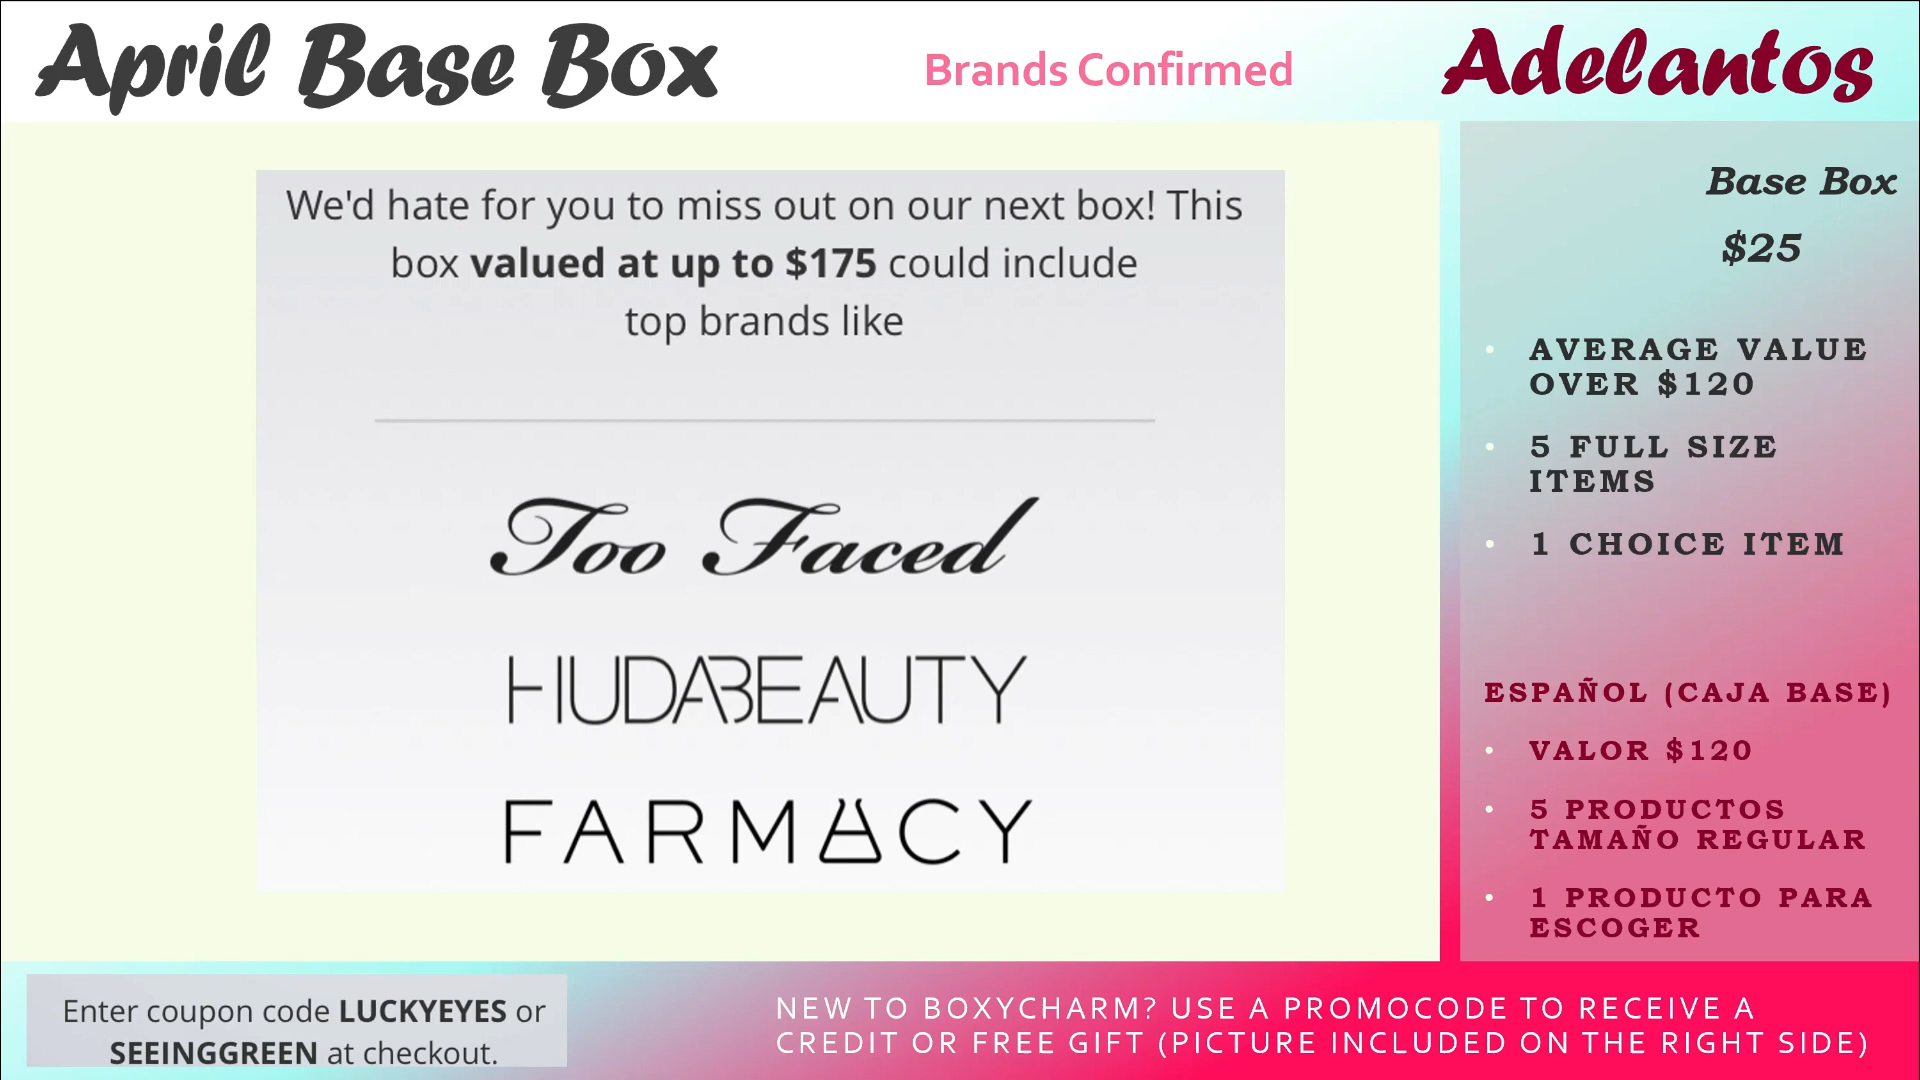 April Base Box
Brands Confirmed
Adelantos
We'd hate for you to miss out on our next box! This
box valued at up to $175 could include
top brands like
Too Faced
HUDABEAUTY
FARMACY
Base Box
$25
• AVERAGE VALUE
OVER $120
• 5 FULL SIZE
ITEMS
• 1 CHOICE ITEM
ESPAÑOL (CAJA BASE)
• VALOR $120
• 5 PRODUCTOS
TAMAÑO REGULAR
• 1 PRODUCTO PARA
ESCOGER
Enter coupon code LUCKYEYES or
SEEINGGREEN at checkout.
NEW TO BOXYCHARM? USE A PROMOCODE TO RECEIVE A
CREDIT OR FREE GIFT (PICTURE INCLUDED ON THE RIGHT SIDE)